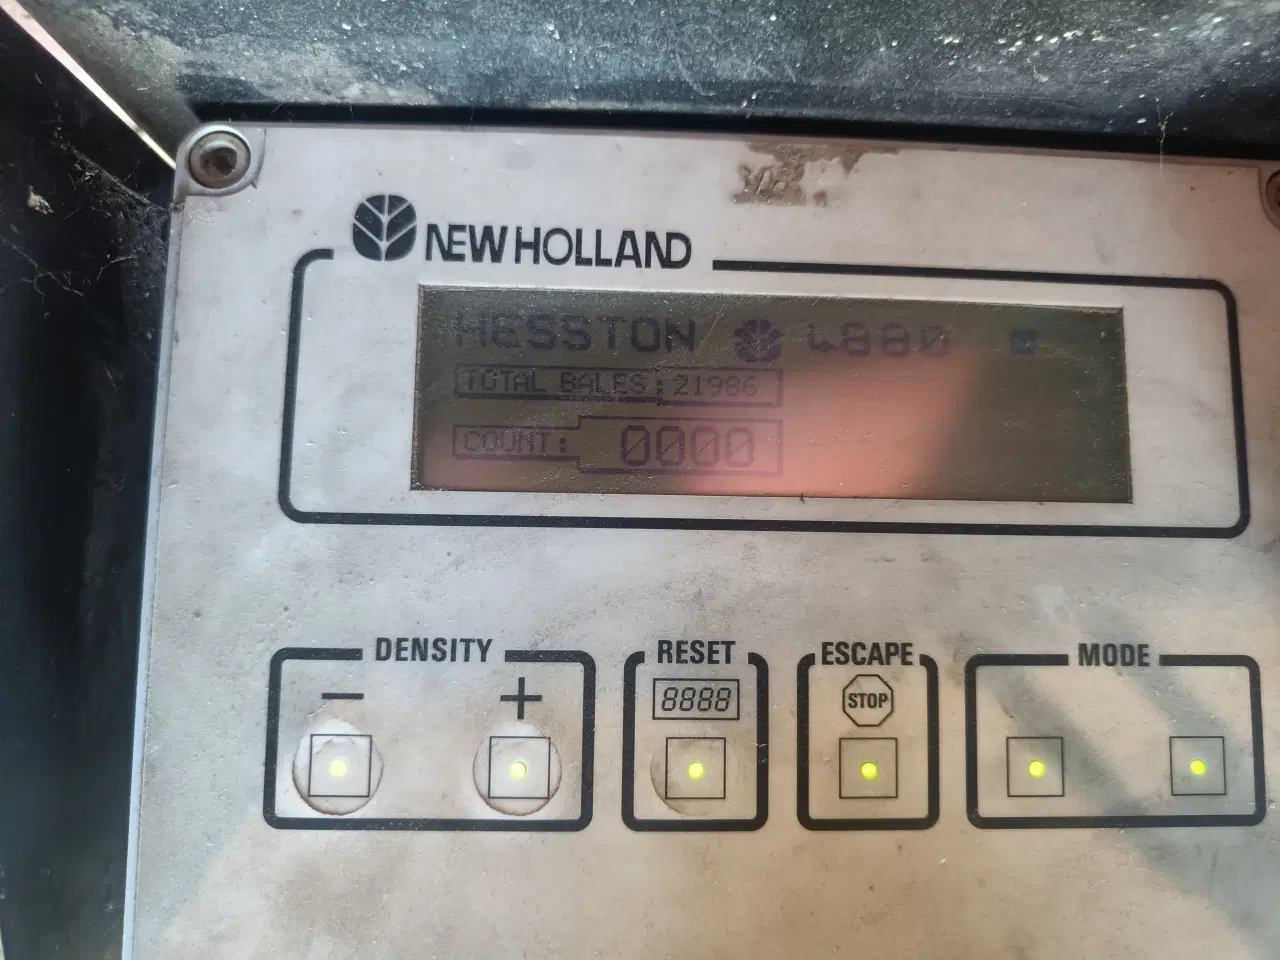 NEW HOLLAND
HESSTON 4880
TOTAL BALES: 21986
COUNT: 0000
DENSITY RESET ESCAPE MODE
− + 8888 STOP